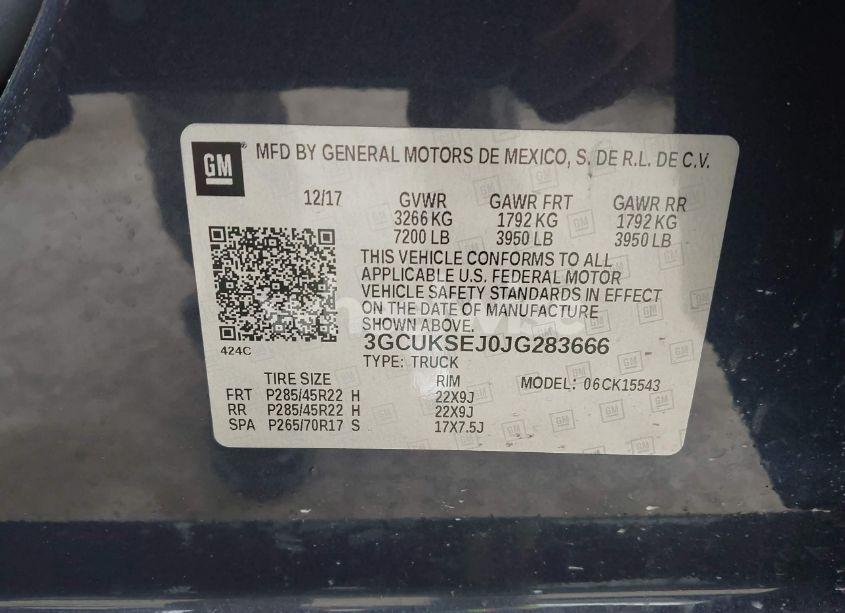 GM MFD BY GENERAL MOTORS DE MEXICO, S. DE R.L. DE C.V.
12/17 GVWR GAWR FRT GAWR RR
3266 KG 1792 KG 1792 KG
7200 LB 3950 LB 3950 LB
THIS VEHICLE CONFORMS TO ALL
APPLICABLE U.S. FEDERAL MOTOR
VEHICLE SAFETY STANDARDS IN EFFECT
ON THE DATE OF MANUFACTURE
SHOWN ABOVE.
424C
3GCUKSEJ0JG283666
TYPE: TRUCK
TIRE SIZE RIM MODEL: 06CK15543
FRT P285/45R22 H 22X9J
RR P285/45R22 H 22X9J
SPA P265/70R17 S 17X7.5J